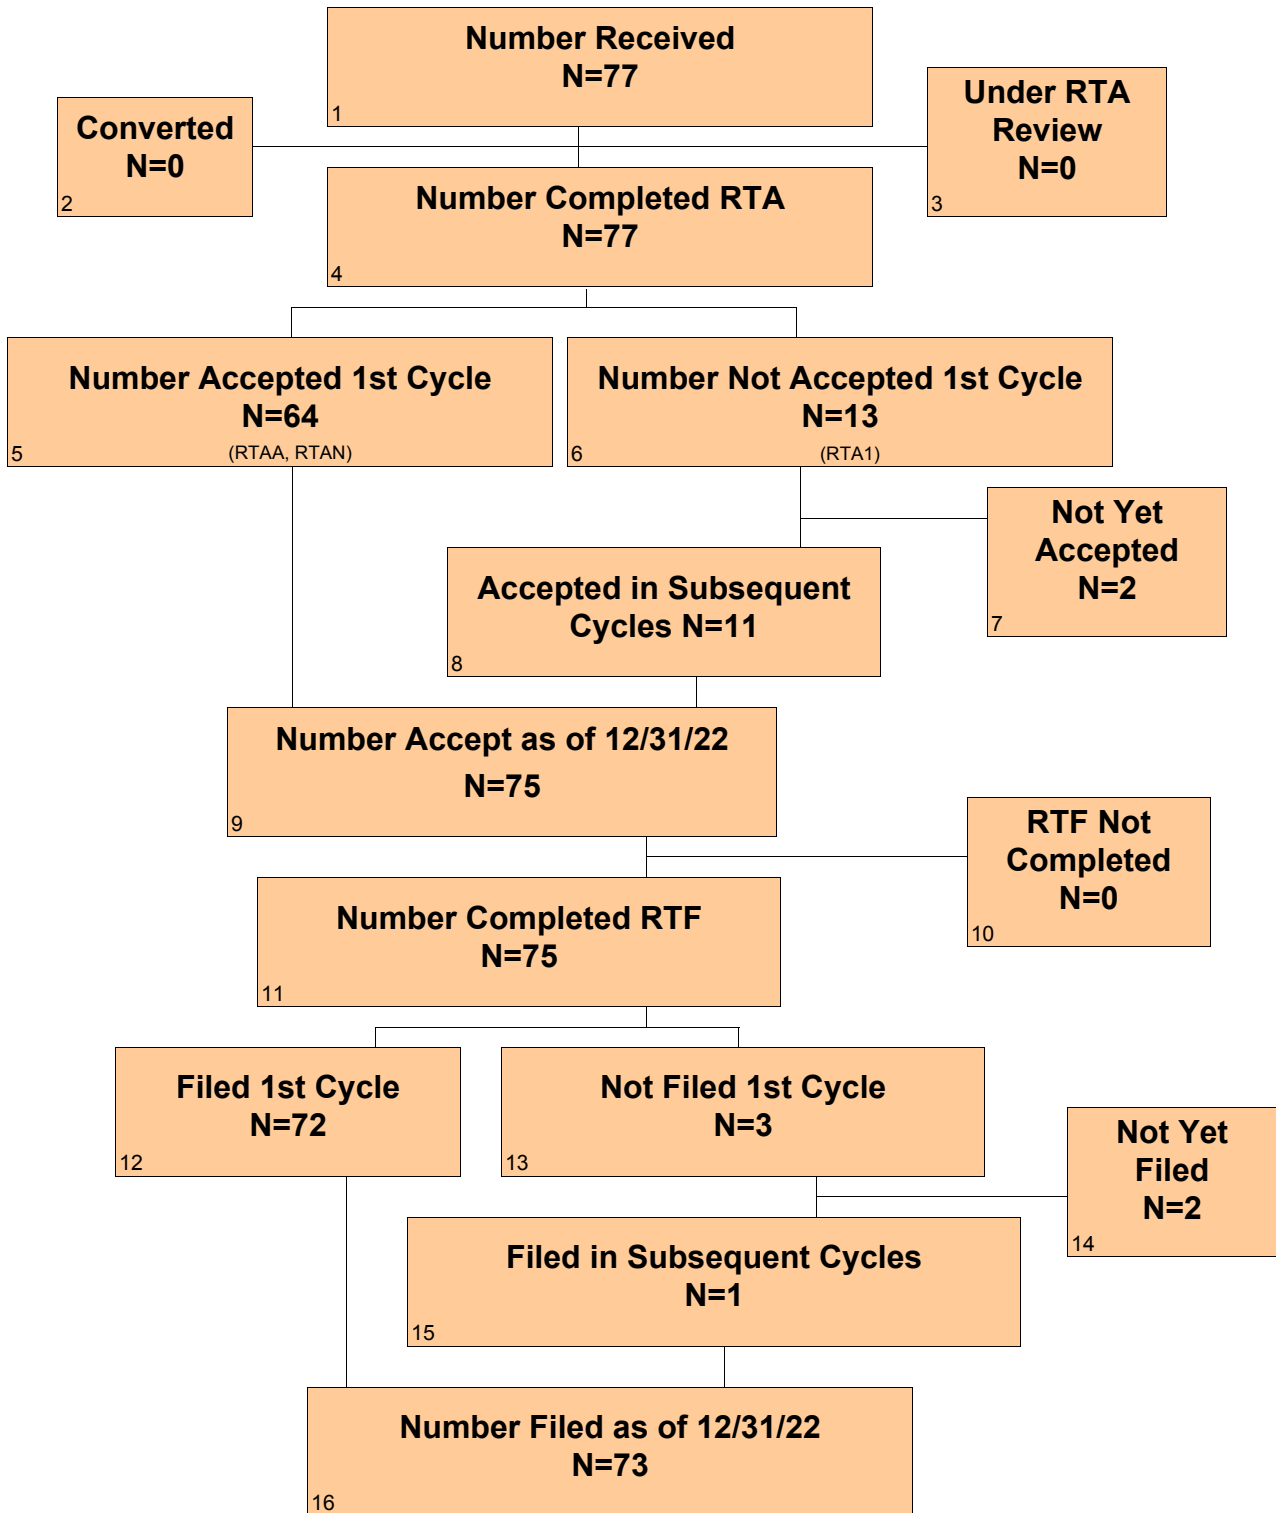 Number Received
N=77
1
Converted
N=0
2
Under RTA
Review
N=0
3
Number Completed RTA
N=77
4
Number Accepted 1st Cycle
N=64
(RTAA, RTAN)
5
Number Not Accepted 1st Cycle
N=13
(RTA1)
6
Not Yet
Accepted
N=2
7
Accepted in Subsequent
Cycles N=11
8
Number Accept as of 12/31/22
N=75
9
RTF Not
Completed
N=0
10
Number Completed RTF
N=75
11
Filed 1st Cycle
N=72
12
Not Filed 1st Cycle
N=3
13
Not Yet
Filed
N=2
14
Filed in Subsequent Cycles
N=1
15
Number Filed as of 12/31/22
N=73
16